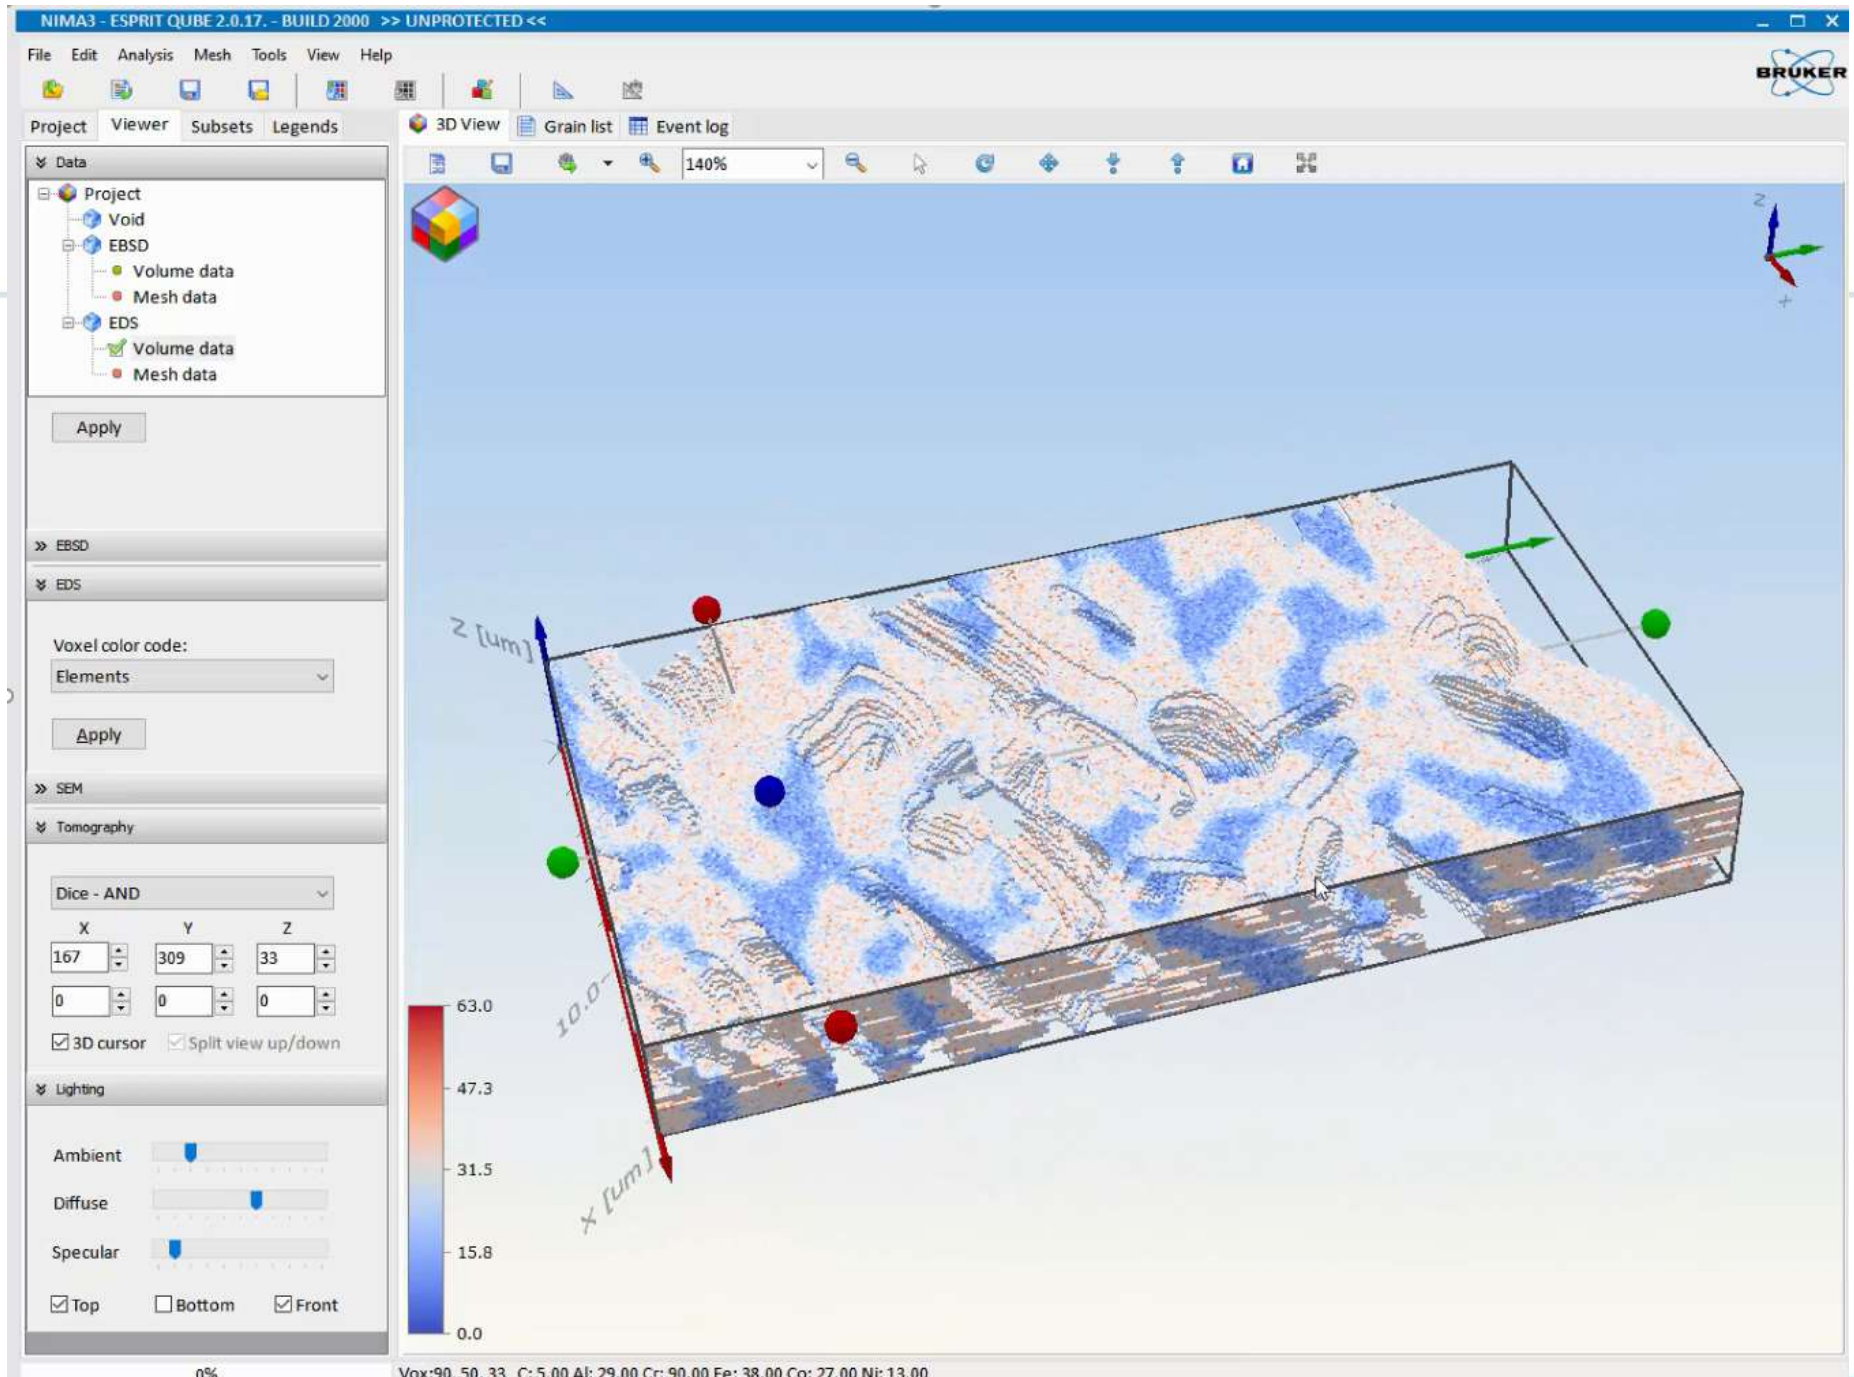 NIMA3 - ESPRIT QUBE 2.0.17. - BUILD 2000 >> UNPROTECTED <<
File Edit Analysis Mesh Tools View Help
BRUKER
Project Viewer Subsets Legends
3D View Grain list Event log
Data
140%
Project
Void
EBSD
Volume data
Mesh data
EDS
Volume data
Mesh data
Apply
EBSD
EDS
Voxel color code:
Elements
Apply
SEM
Tomography
Dice - AND
X Y Z
167 309 33
0 0 0
3D cursor Split view up/down
Lighting
Ambient
Diffuse
Specular
Top Bottom Front
Z
X
Z [um]
10.0
X [um]
63.0
47.3
31.5
15.8
0.0
0%
Vox:90, 50, 33 C: 5.00 Al: 29.00 Cr: 90.00 Fe: 38.00 Co: 27.00 Ni: 13.00